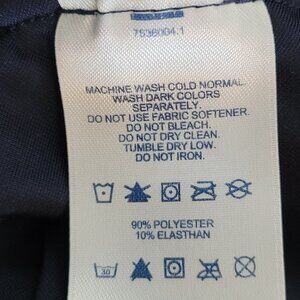 7536004.1
MACHINE WASH COLD NORMAL.
WASH DARK COLORS
SEPARATELY.
DO NOT USE FABRIC SOFTENER.
DO NOT BLEACH.
DO NOT DRY CLEAN.
TUMBLE DRY LOW.
DO NOT IRON.
90% POLYESTER
10% ELASTHAN
30